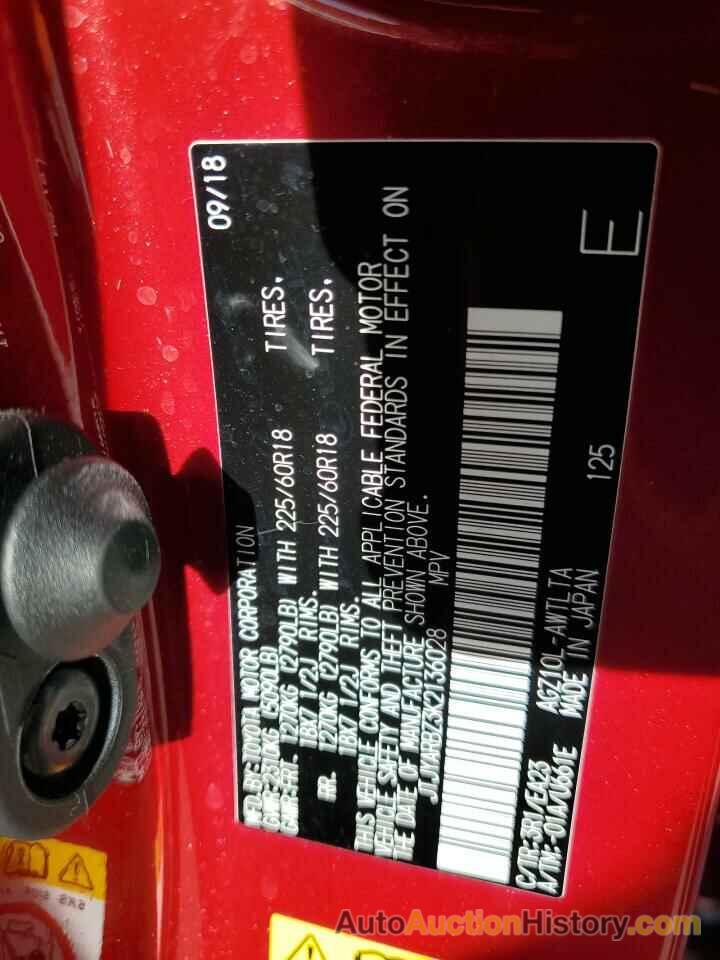 09/18
MFD.BY: TOYOTA MOTOR CORPORATION
GVWR: 2310KG (5090LB)
GAWR: FRT. 1270KG (2790LB) WITH 225/60R18 TIRES,
18X7 1/2J RIMS.
RR. 1270KG (2790LB) WITH 225/60R18 TIRES,
18X7 1/2J RIMS.
THIS VEHICLE CONFORMS TO ALL APPLICABLE FEDERAL MOTOR
VEHICLE SAFETY AND THEFT PREVENTION STANDARDS IN EFFECT ON
THE DATE OF MANUFACTURE SHOWN ABOVE.
JTJYARBZ5K2136028 MPV
C/TR: 3R1/EA23 AGZ10L-AWTLTA 125
A/TM: -01A/U661E MADE IN JAPAN E
AutoAuctionHistory.com